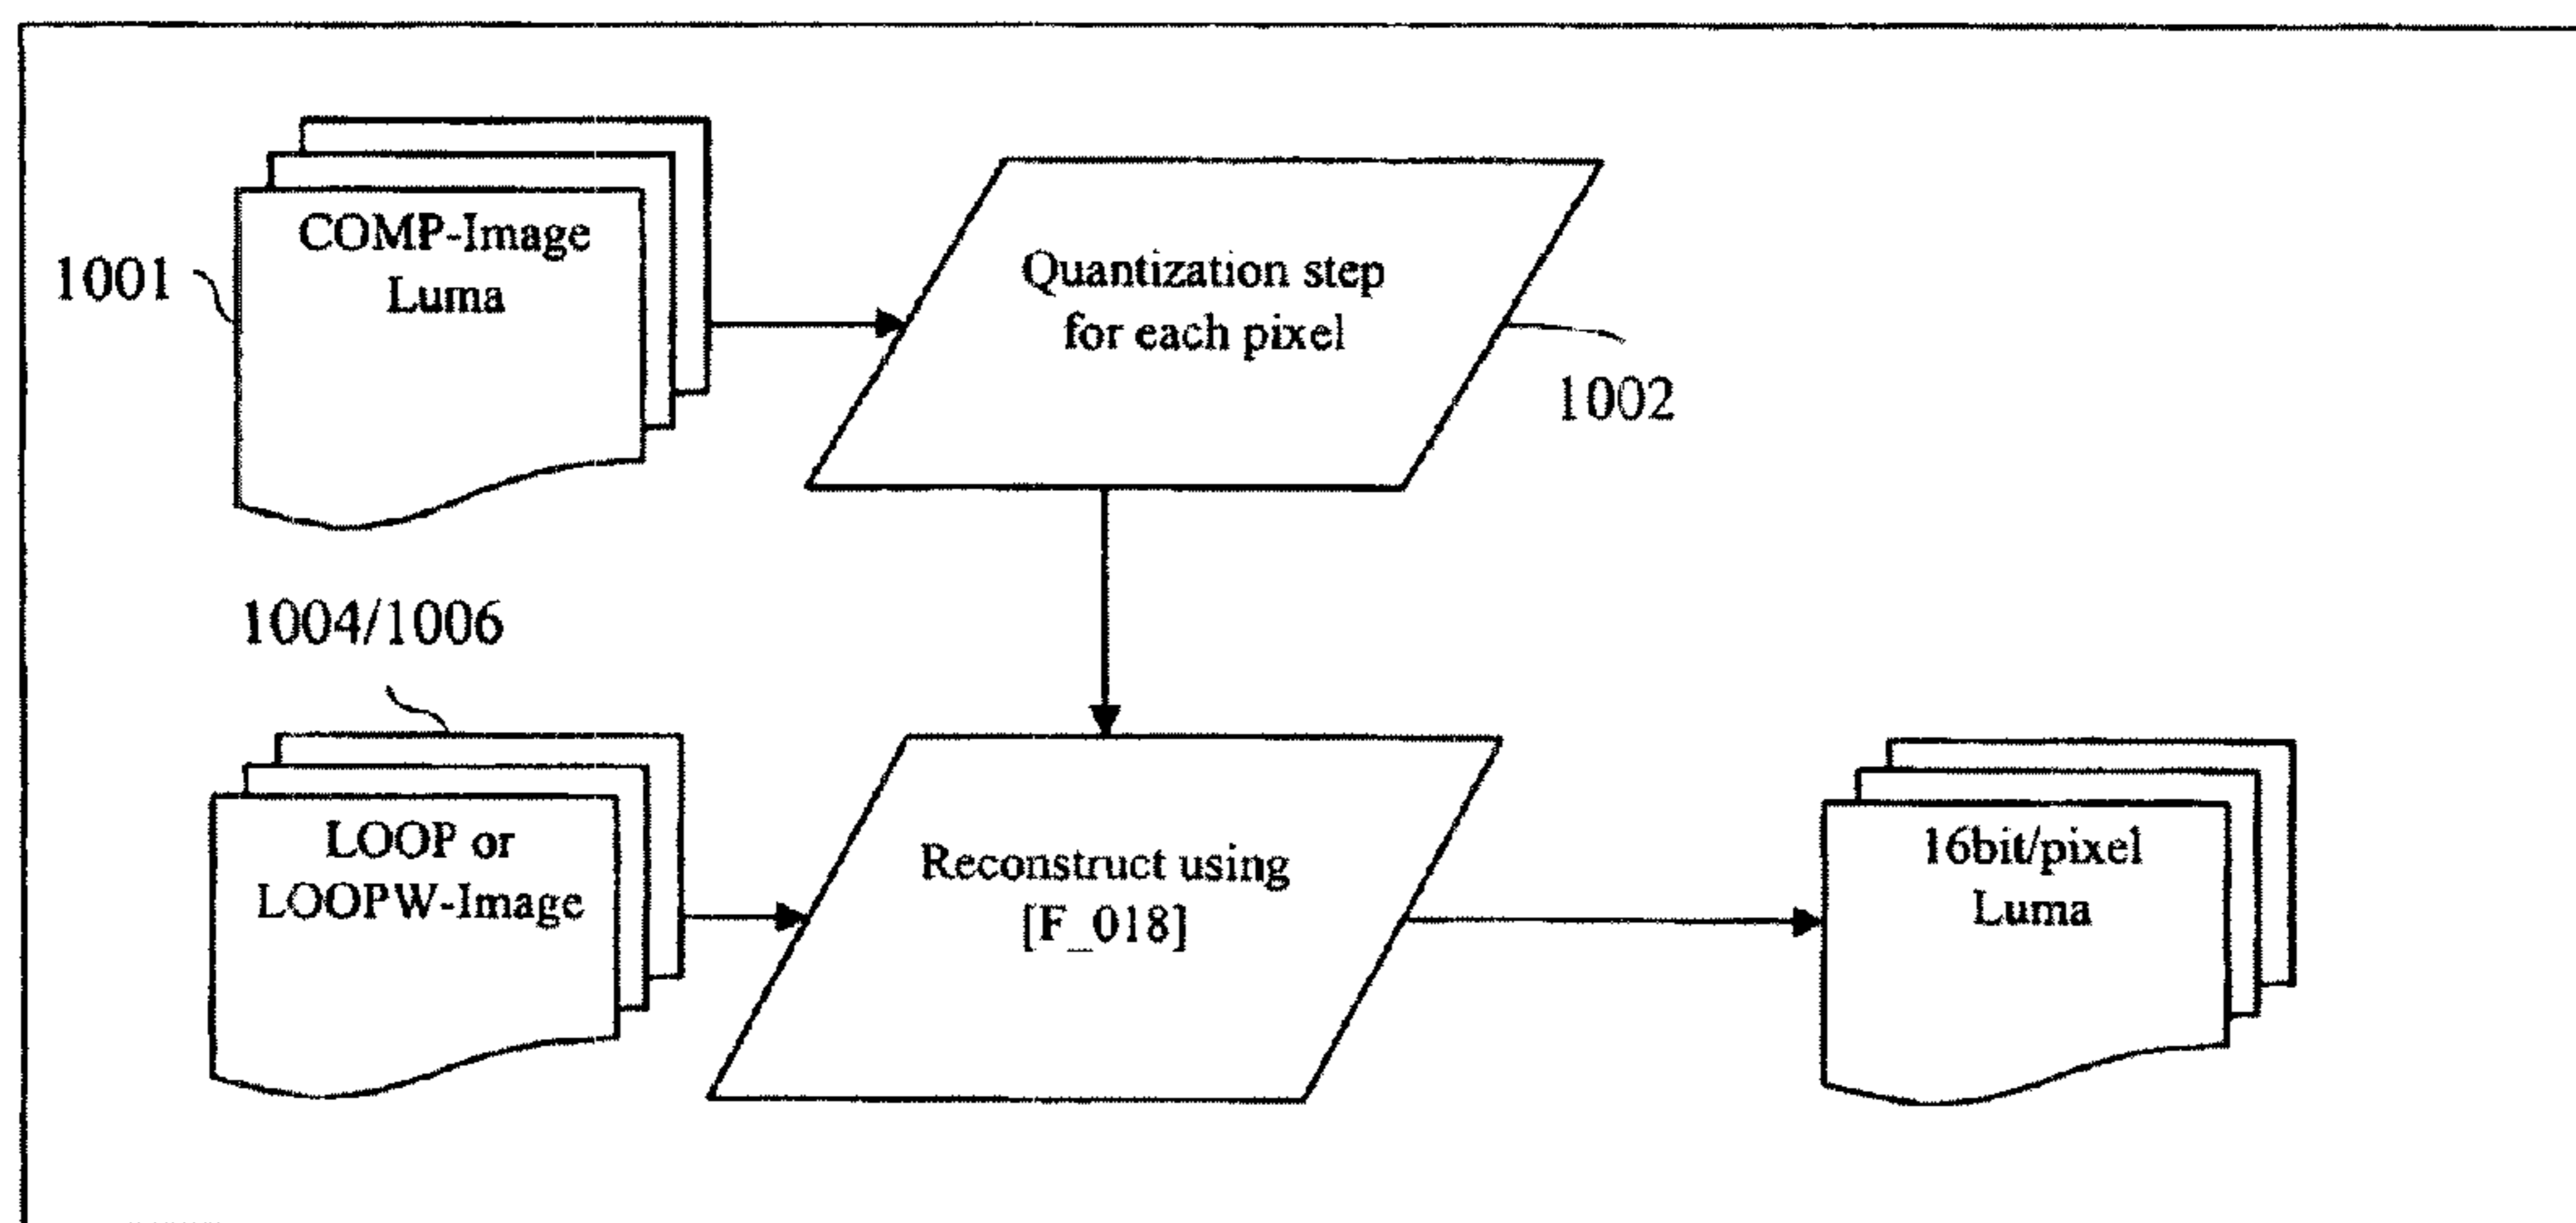 COMP-Image
Luma
1001
Quantization step
for each pixel
1002
1004/1006
LOOP or
LOOPW-Image
Reconstruct using
[F_018]
16bit/pixel
Luma